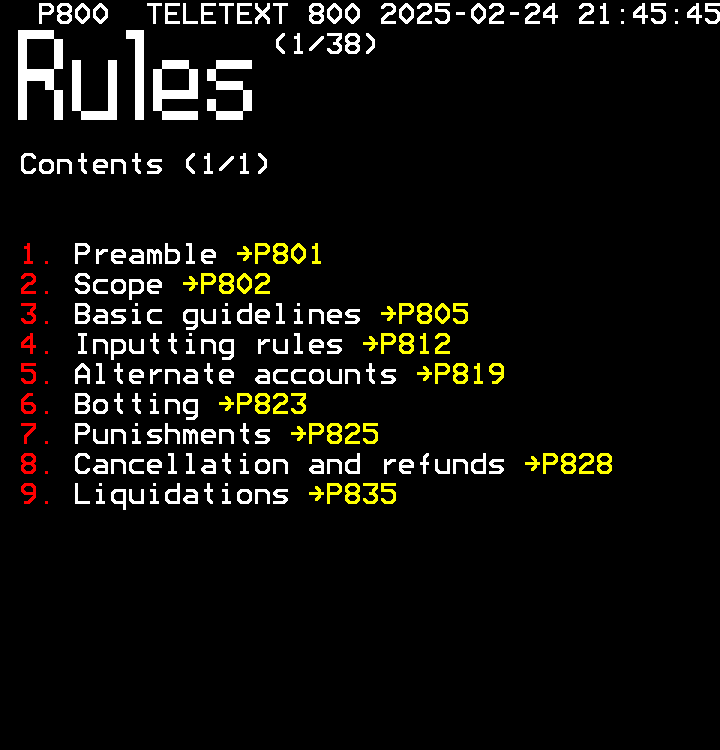 P800 TELETEXT 800 2025-02-24 21:45:45
(1/38)
Rules
Contents (1/1)
1. Preamble →P801
2. Scope →P802
3. Basic guidelines →P805
4. Inputting rules →P812
5. Alternate accounts →P819
6. Botting →P823
7. Punishments →P825
8. Cancellation and refunds →P828
9. Liquidations →P835